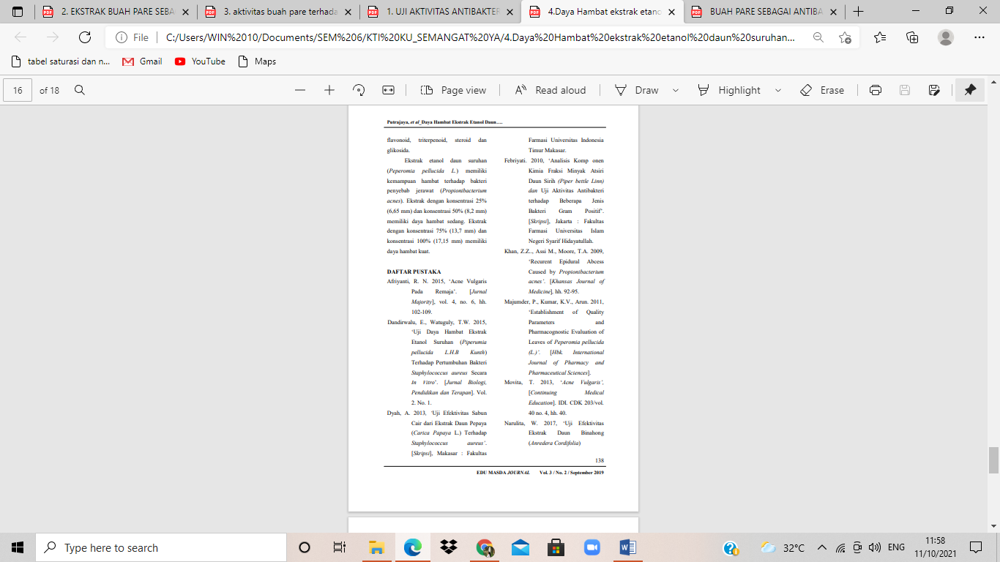 2. EKSTRAK BUAH PARE SEBA
3. aktivitas buah pare terhada
1. UJI AKTIVITAS ANTIBAKTER
4.Daya Hambat ekstrak etano
BUAH PARE SEBAGAI ANTIBA
File
C:/Users/WIN%2010/Documents/SEM%206/KTI%20KU_SEMANGAT%20YA/4.Daya%20Hambat%20ekstrak%20etanol%20daun%20suruhan...
tabel saturasi dan n...
Gmail
YouTube
Maps
16 of 18
Page view
Read aloud
Draw
Highlight
Erase
Putrajaya, et al_Daya Hambat Ekstrak Etanol Daun....
flavonoid, triterpenoid, steroid dan
glikosida.
Ekstrak etanol daun suruhan
(Peperomia pellucida L.) memiliki
kemampuan hambat terhadap bakteri
penyebab jerawat (Propionibacterium
acnes). Ekstrak dengan konsentrasi 25%
(6,65 mm) dan konsentrasi 50% (8,2 mm)
memiliki daya hambat sedang. Ekstrak
dengan konsentrasi 75% (13,7 mm) dan
konsentrasi 100% (17,15 mm) memiliki
daya hambat kuat.
DAFTAR PUSTAKA
Afriyanti, R. N. 2015, ‘Acne Vulgaris
Pada Remaja’. [Jurnal
Majority], vol. 4, no. 6, hh.
102-109.
Dandirwalu, E., Watuguly, T.W. 2015,
‘Uji Daya Hambat Ekstrak
Etanol Suruhan (Piperumia
pellucida L.H.B Kunth)
Terhadap Pertumbuhan Bakteri
Staphylococcus aureus Secara
In Vitro’. [Jurnal Biologi,
Pendidikan dan Terapan]. Vol.
2. No. 1.
Dyah, A. 2013, ‘Uji Efektivitas Sabun
Cair dari Ekstrak Daun Pepaya
(Carica Papaya L.) Terhadap
Staphylococcus aureus’.
[Skripsi], Makasar : Fakultas
Farmasi Universitas Indonesia
Timur Makasar.
Febriyati. 2010, ‘Analisis Komp onen
Kimia Fraksi Minyak Atsiri
Daun Sirih (Piper bettle Linn)
dan Uji Aktivitas Antibakteri
terhadap Beberapa Jenis
Bakteri Gram Positif’.
[Skripsi], Jakarta : Fakultas
Farmasi Universitas Islam
Negeri Syarif Hidayatullah.
Khan, Z.Z.., Assi M., Moore, T.A. 2009,
‘Recurent Epidural Abcess
Caused by Propionibacterium
acnes’. [Khansas Journal of
Medicine], hh. 92-95.
Majumder, P., Kumar, K.V., Arun. 2011,
‘Establishment of Quality
Parameters and
Pharmacognostic Evaluation of
Leaves of Peperomia pellucida
(L.)’. [Hbk. International
Journal of Pharmacy and
Pharmaceutical Sciences].
Movita, T. 2013, ‘Acne Vulgaris’,
[Continuing Medical
Education]. IDI. CDK 203/vol.
40 no. 4, hh. 40.
Narulita, W. 2017, ‘Uji Efektivitas
Ekstrak Daun Binahong
(Anredera Cordifolia)
138
EDU MASDA JOURNAL Vol. 3 / No. 2 / September 2019
Type here to search
32°C
ENG
11:58
11/10/2021